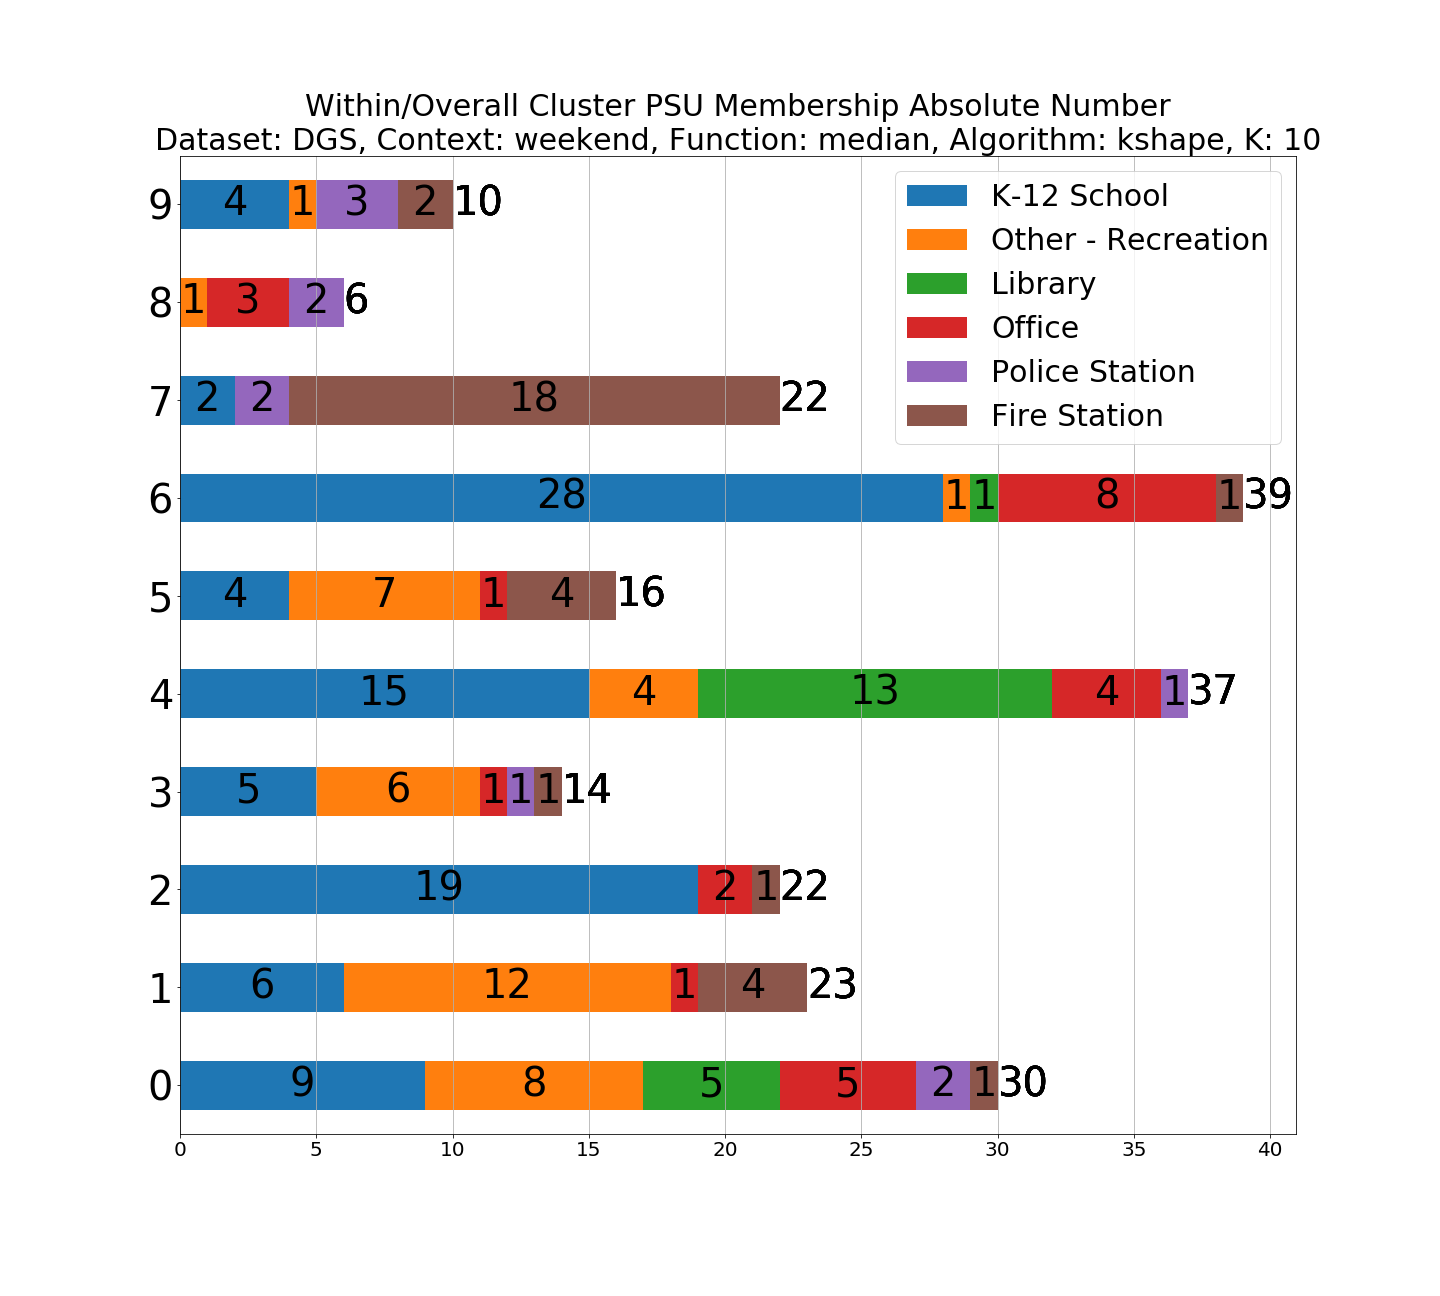 Within/Overall Cluster PSU Membership Absolute Number
Dataset: DGS, Context: weekend, Function: median, Algorithm: kshape, K: 10
K-12 School
Other - Recreation
Library
Office
Police Station
Fire Station
9 4 1 3 2 10
8 1 3 2 6
7 2 2 18 22
6 28 1 1 8 1 39
5 4 7 1 4 16
4 15 4 13 4 1 37
3 5 6 1 1 1 14
2 19 2 1 22
1 6 12 1 4 23
0 9 8 5 5 2 1 30
0 5 10 15 20 25 30 35 40